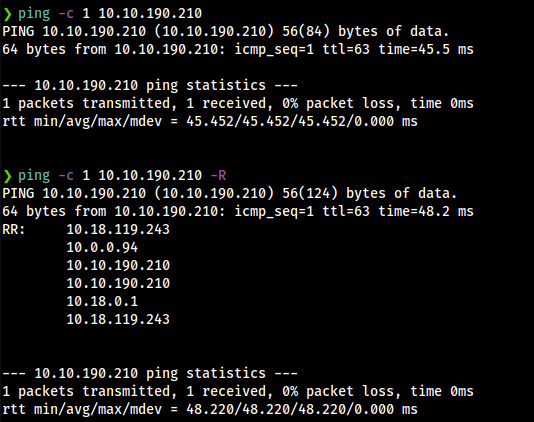 ❯ ping -c 1 10.10.190.210
PING 10.10.190.210 (10.10.190.210) 56(84) bytes of data.
64 bytes from 10.10.190.210: icmp_seq=1 ttl=63 time=45.5 ms

--- 10.10.190.210 ping statistics ---
1 packets transmitted, 1 received, 0% packet loss, time 0ms
rtt min/avg/max/mdev = 45.452/45.452/45.452/0.000 ms

❯ ping -c 1 10.10.190.210 -R
PING 10.10.190.210 (10.10.190.210) 56(124) bytes of data.
64 bytes from 10.10.190.210: icmp_seq=1 ttl=63 time=48.2 ms
RR:     10.18.119.243
        10.0.0.94
        10.10.190.210
        10.10.190.210
        10.18.0.1
        10.18.119.243

--- 10.10.190.210 ping statistics ---
1 packets transmitted, 1 received, 0% packet loss, time 0ms
rtt min/avg/max/mdev = 48.220/48.220/48.220/0.000 ms